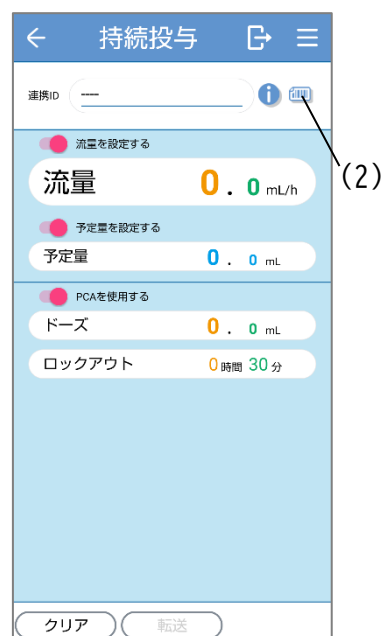 持続投与
連携ID ----
(2)
流量を設定する
流量 0. 0 mL/h
予定量を設定する
予定量 0. 0 mL
PCAを使用する
ドーズ 0. 0 mL
ロックアウト 0時間 30分
クリア 転送